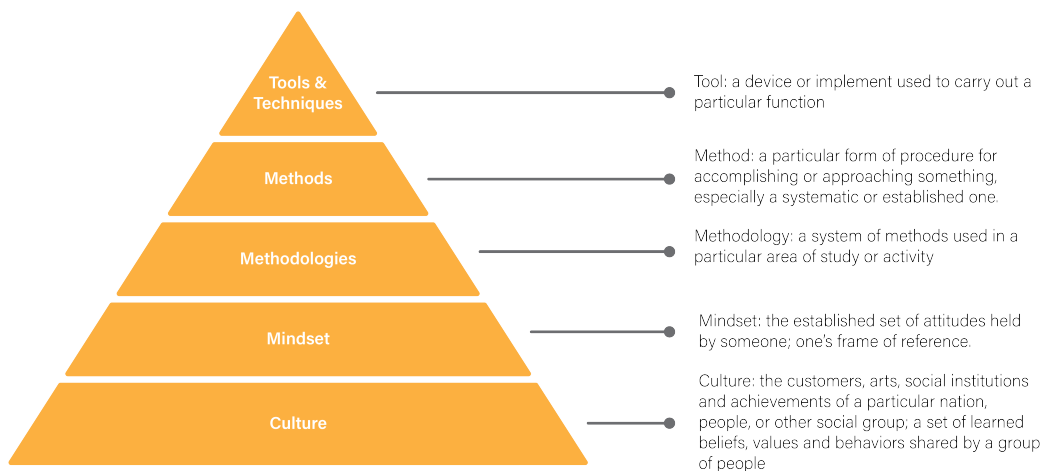 Tools &
Techniques
Tool: a device or implement used to carry out a
particular function
Methods
Method: a particular form of procedure for
accomplishing or approaching something,
especially a systematic or established one.
Methodologies
Methodology: a system of methods used in a
particular area of study or activity
Mindset
Mindset: the established set of attitudes held
by someone; one's frame of reference.
Culture
Culture: the customers, arts, social institutions
and achievements of a particular nation,
people, or other social group; a set of learned
beliefs, values and behaviors shared by a group
of people